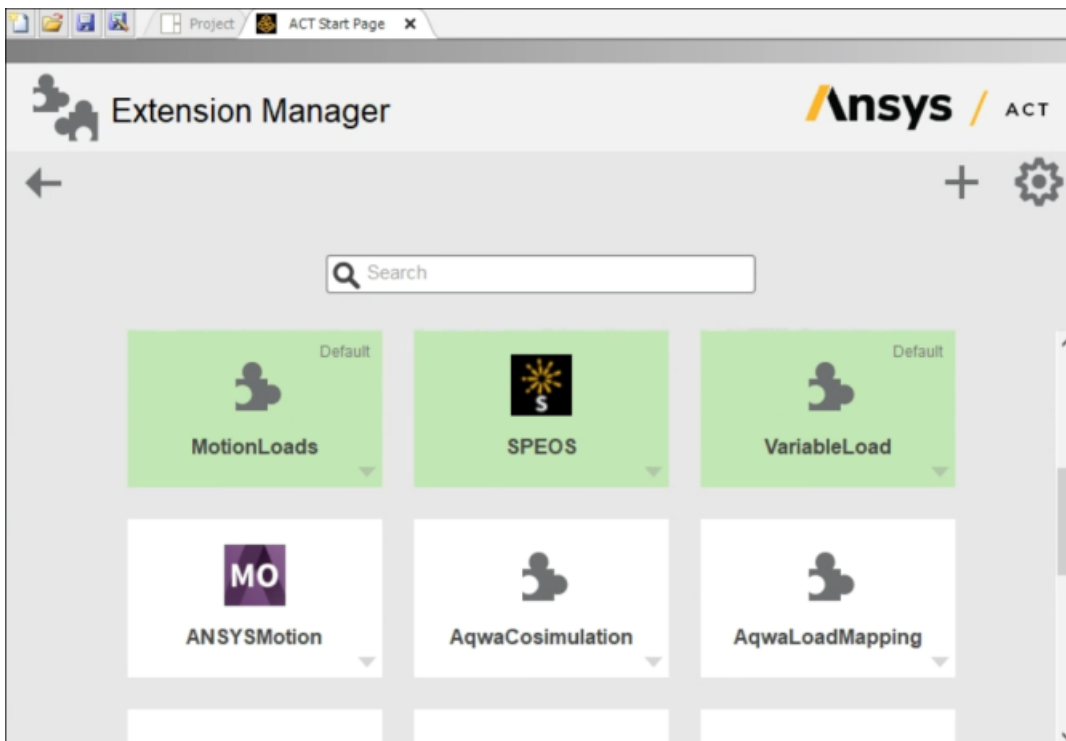 Project ACT Start Page
Extension Manager
Ansys / ACT
Search
Default
MotionLoads
S
SPEOS
Default
VariableLoad
MO
ANSYSMotion
AqwaCosimulation
AqwaLoadMapping